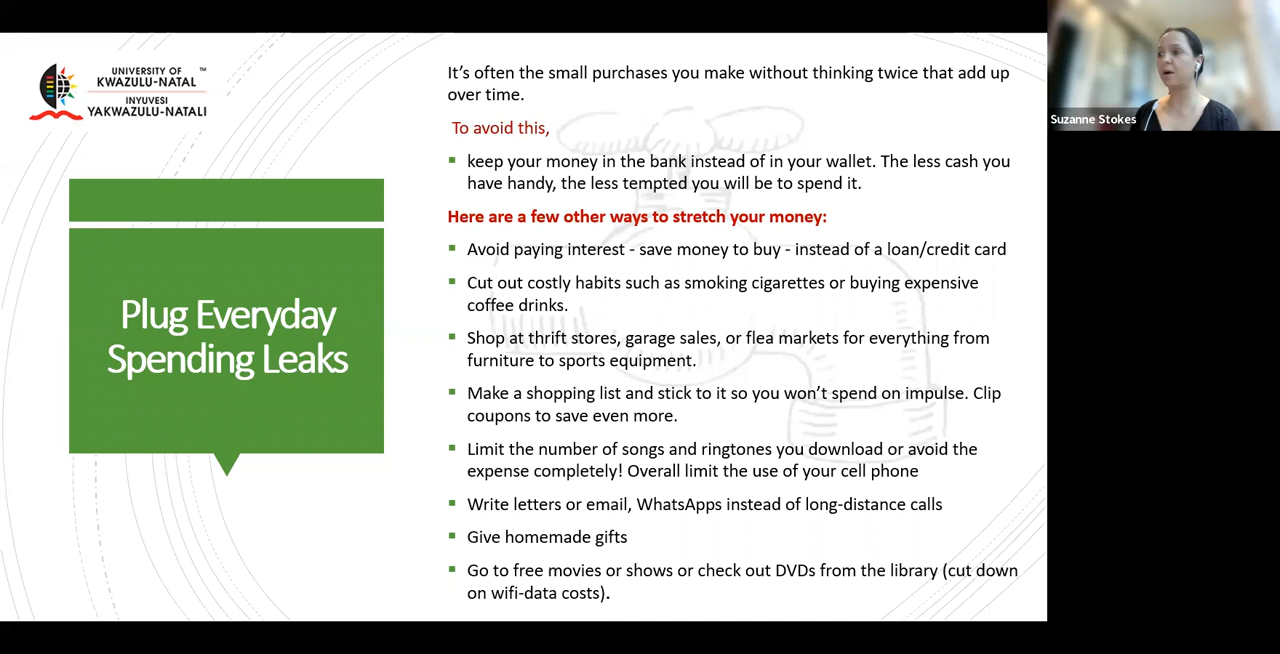 UNIVERSITY OF ™
KWAZULU-NATAL
INYUVESI
YAKWAZULU-NATALI
Plug Everyday
Spending Leaks
It’s often the small purchases you make without thinking twice that add up
over time.
To avoid this,
▪ keep your money in the bank instead of in your wallet. The less cash you
have handy, the less tempted you will be to spend it.
Here are a few other ways to stretch your money:
▪ Avoid paying interest - save money to buy - instead of a loan/credit card
▪ Cut out costly habits such as smoking cigarettes or buying expensive
coffee drinks.
▪ Shop at thrift stores, garage sales, or flea markets for everything from
furniture to sports equipment.
▪ Make a shopping list and stick to it so you won’t spend on impulse. Clip
coupons to save even more.
▪ Limit the number of songs and ringtones you download or avoid the
expense completely! Overall limit the use of your cell phone
▪ Write letters or email, WhatsApps instead of long-distance calls
▪ Give homemade gifts
▪ Go to free movies or shows or check out DVDs from the library (cut down
on wifi-data costs).
Suzanne Stokes